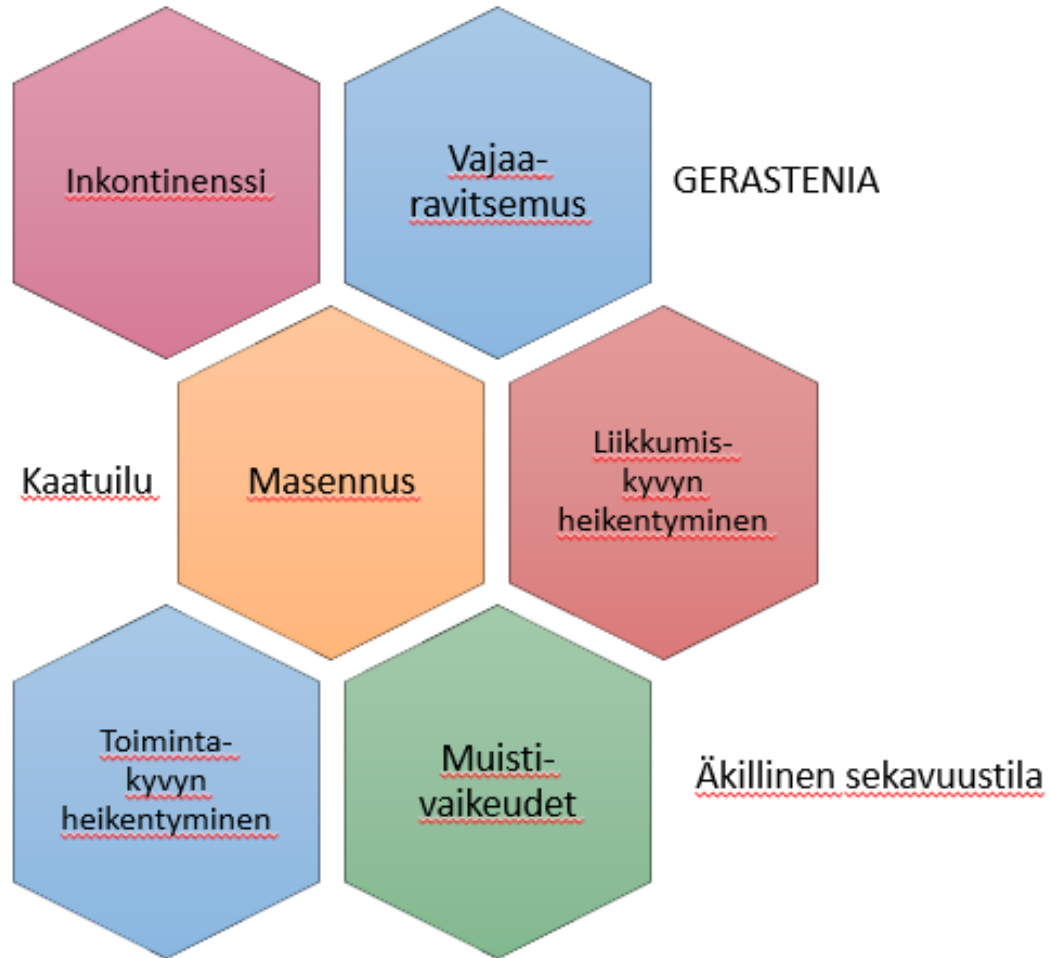 Inkontinenssi
Vajaa-
ravitsemus
GERASTENIA
Kaatuilu
Masennus
Liikkumis-
kyvyn
heikentyminen
Toiminta-
kyvyn
heikentyminen
Muisti-
vaikeudet
Äkillinen sekavuustila